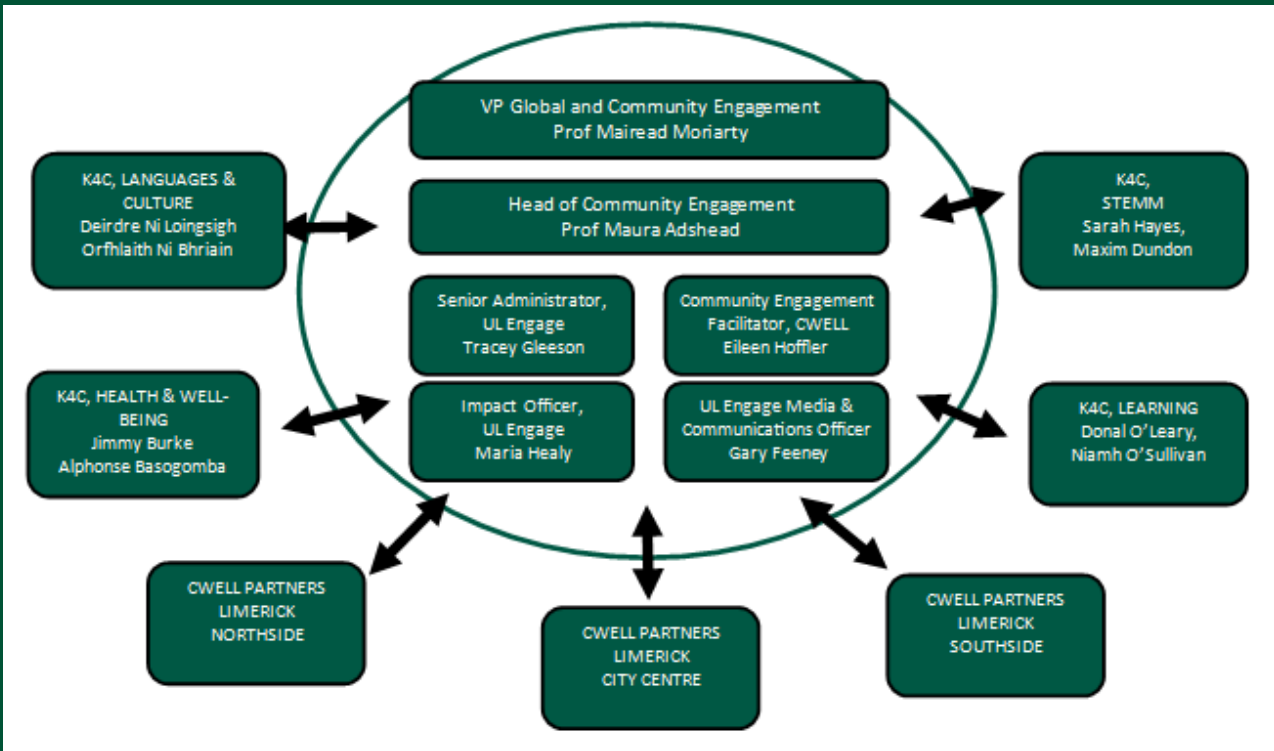 VP Global and Community Engagement
Prof Mairead Moriarty
K4C, LANGUAGES &
CULTURE
Deirdre Ni Loingsigh
Orfhlaith Ni Bhriain
Head of Community Engagement
Prof Maura Adshead
K4C,
STEMM
Sarah Hayes,
Maxim Dundon
Senior Administrator,
UL Engage
Tracey Gleeson
Community Engagement
Facilitator, CWELL
Eileen Hoffler
K4C, HEALTH & WELL-
BEING
Jimmy Burke
Alphonse Basogomba
Impact Officer,
UL Engage
Maria Healy
UL Engage Media &
Communications Officer
Gary Feeney
K4C, LEARNING
Donal O’Leary,
Niamh O’Sullivan
CWELL PARTNERS
LIMERICK
NORTHSIDE
CWELL PARTNERS
LIMERICK
CITY CENTRE
CWELL PARTNERS
LIMERICK
SOUTHSIDE